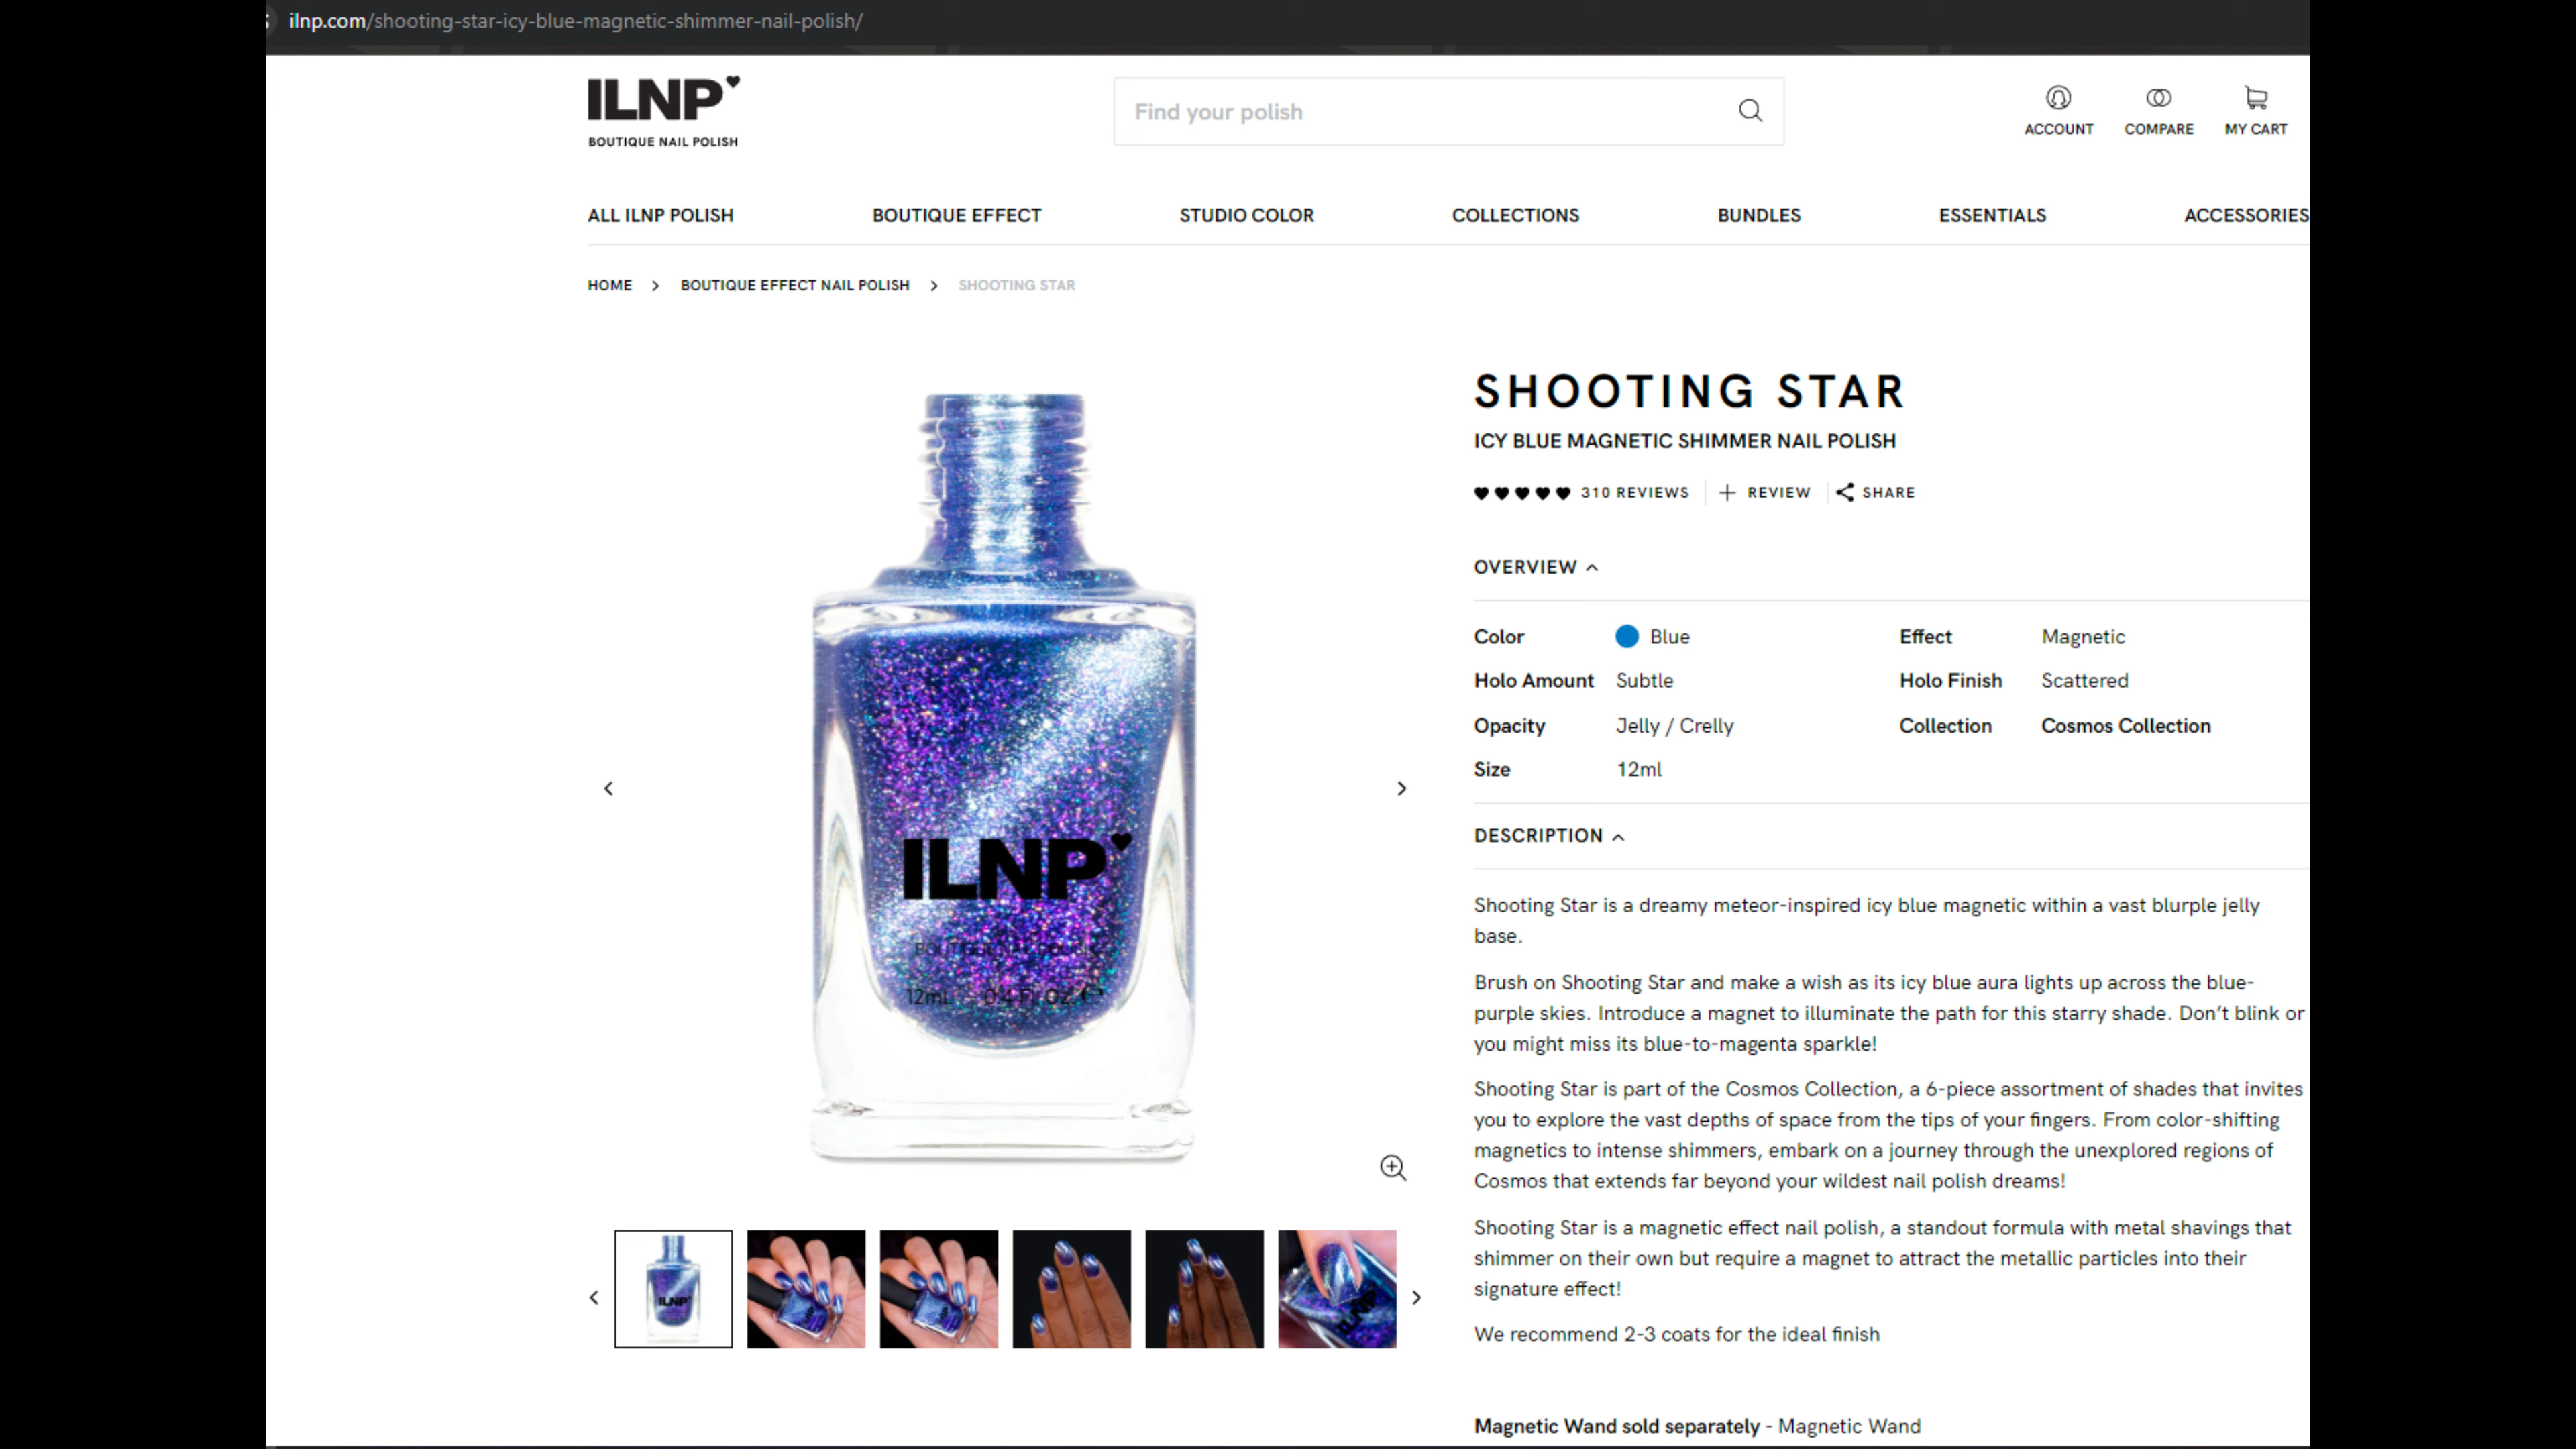 ilnp.com/shooting-star-icy-blue-magnetic-shimmer-nail-polish/
ILNP
BOUTIQUE NAIL POLISH
Find your polish
ACCOUNT
COMPARE
MY CART
ALL ILNP POLISH
BOUTIQUE EFFECT
STUDIO COLOR
COLLECTIONS
BUNDLES
ESSENTIALS
ACCESSORIES
HOME > BOUTIQUE EFFECT NAIL POLISH > SHOOTING STAR
ILNP
BOUTIQUE NAIL POLISH
12mL 0.4 Fl. Oz. ℮
ILNP
SHOOTING STAR
ICY BLUE MAGNETIC SHIMMER NAIL POLISH
310 REVIEWS
+ REVIEW
SHARE
OVERVIEW
Color Blue
Effect Magnetic
Holo Amount Subtle
Holo Finish Scattered
Opacity Jelly / Crelly
Collection Cosmos Collection
Size 12ml
DESCRIPTION
Shooting Star is a dreamy meteor-inspired icy blue magnetic within a vast blurple jelly
base.
Brush on Shooting Star and make a wish as its icy blue aura lights up across the blue-
purple skies. Introduce a magnet to illuminate the path for this starry shade. Don’t blink or
you might miss its blue-to-magenta sparkle!
Shooting Star is part of the Cosmos Collection, a 6-piece assortment of shades that invites
you to explore the vast depths of space from the tips of your fingers. From color-shifting
magnetics to intense shimmers, embark on a journey through the unexplored regions of
Cosmos that extends far beyond your wildest nail polish dreams!
Shooting Star is a magnetic effect nail polish, a standout formula with metal shavings that
shimmer on their own but require a magnet to attract the metallic particles into their
signature effect!
We recommend 2-3 coats for the ideal finish
Magnetic Wand sold separately - Magnetic Wand